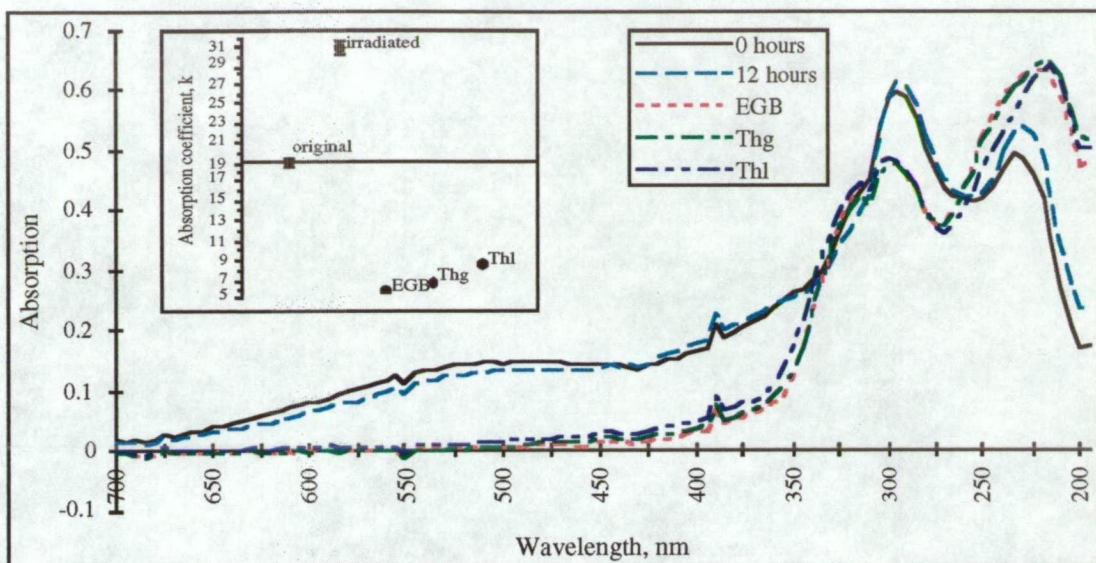 0.7
0.6
0.5
0.4
0.3
0.2
0.1
0
-0.1
Absorption
700
650
600
550
500
450
400
350
300
250
200
Wavelength, nm
Absorption coefficient, k
31
29
27
25
23
21
19
17
15
13
11
9
7
5
irradiated
original
EGB
Thg
Thl
0 hours
12 hours
EGB
Thg
Thl